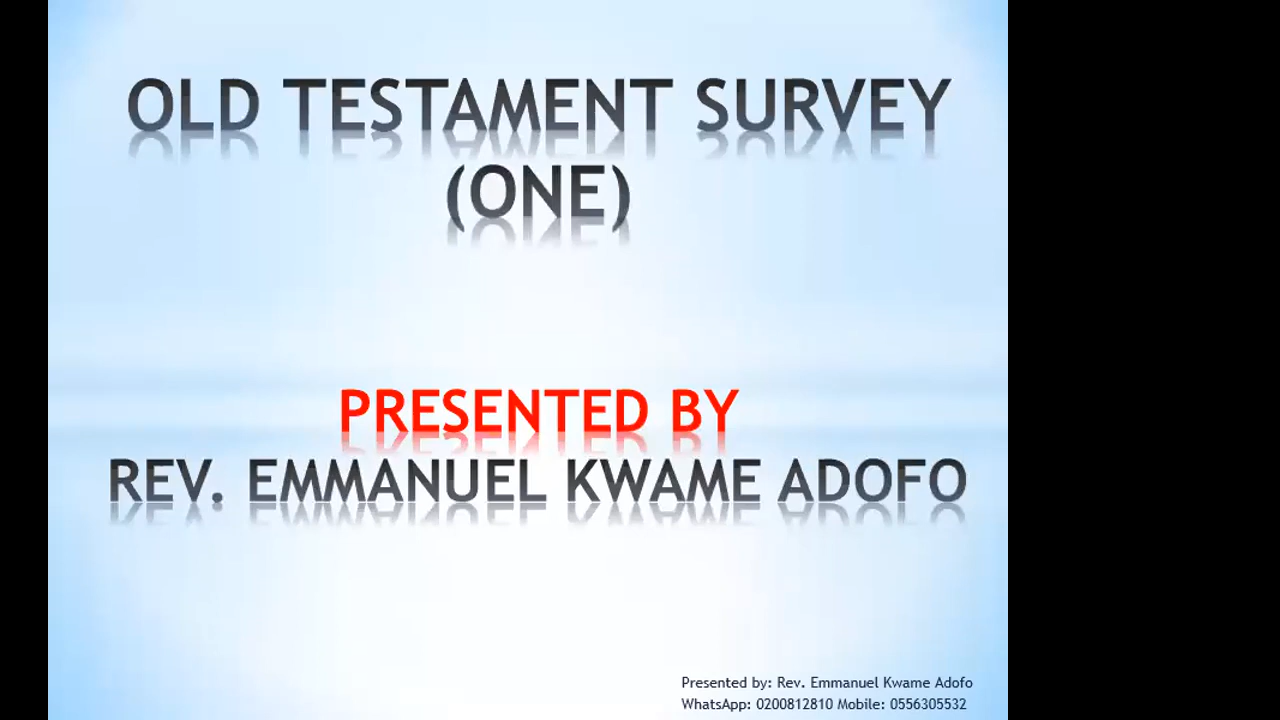 OLD TESTAMENT SURVEY
(ONE)
PRESENTED BY
REV. EMMANUEL KWAME ADOFO
Presented by: Rev. Emmanuel Kwame Adofo
WhatsApp: 0200812810 Mobile: 0556305532